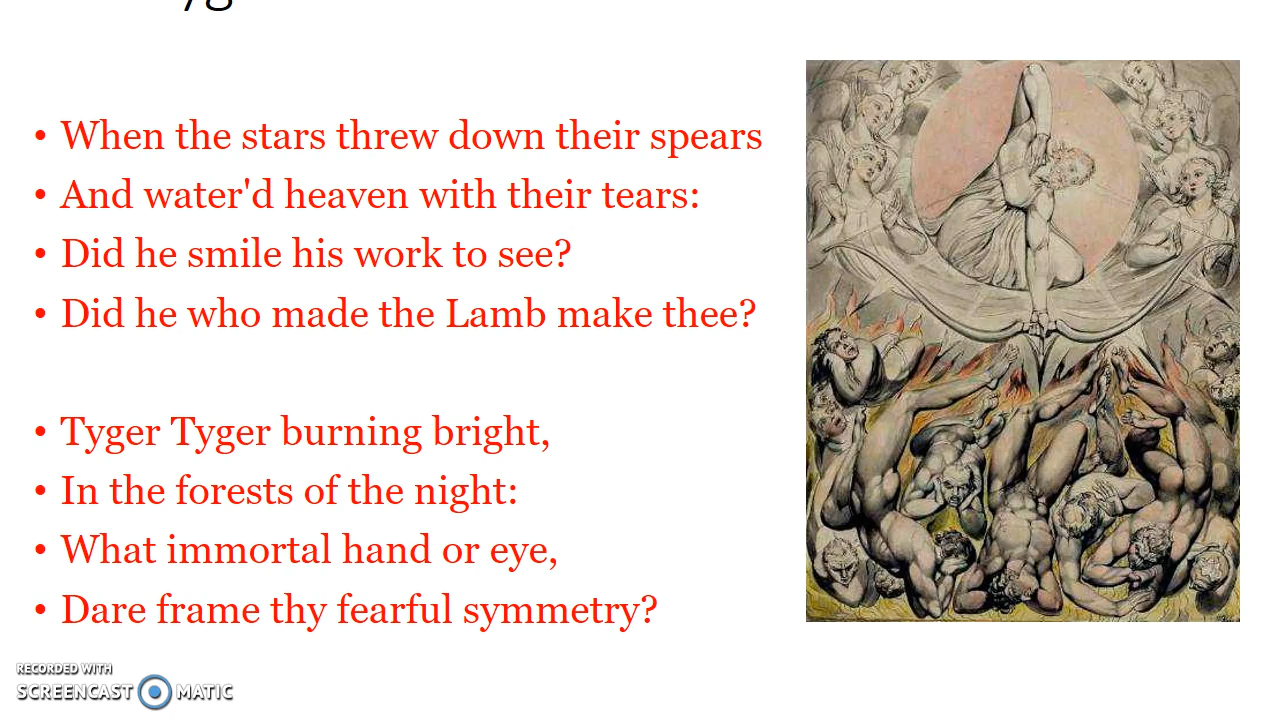 • When the stars threw down their spears
• And water'd heaven with their tears:
• Did he smile his work to see?
• Did he who made the Lamb make thee?
• Tyger Tyger burning bright,
• In the forests of the night:
• What immortal hand or eye,
• Dare frame thy fearful symmetry?
RECORDED WITH
SCREENCAST MATIC